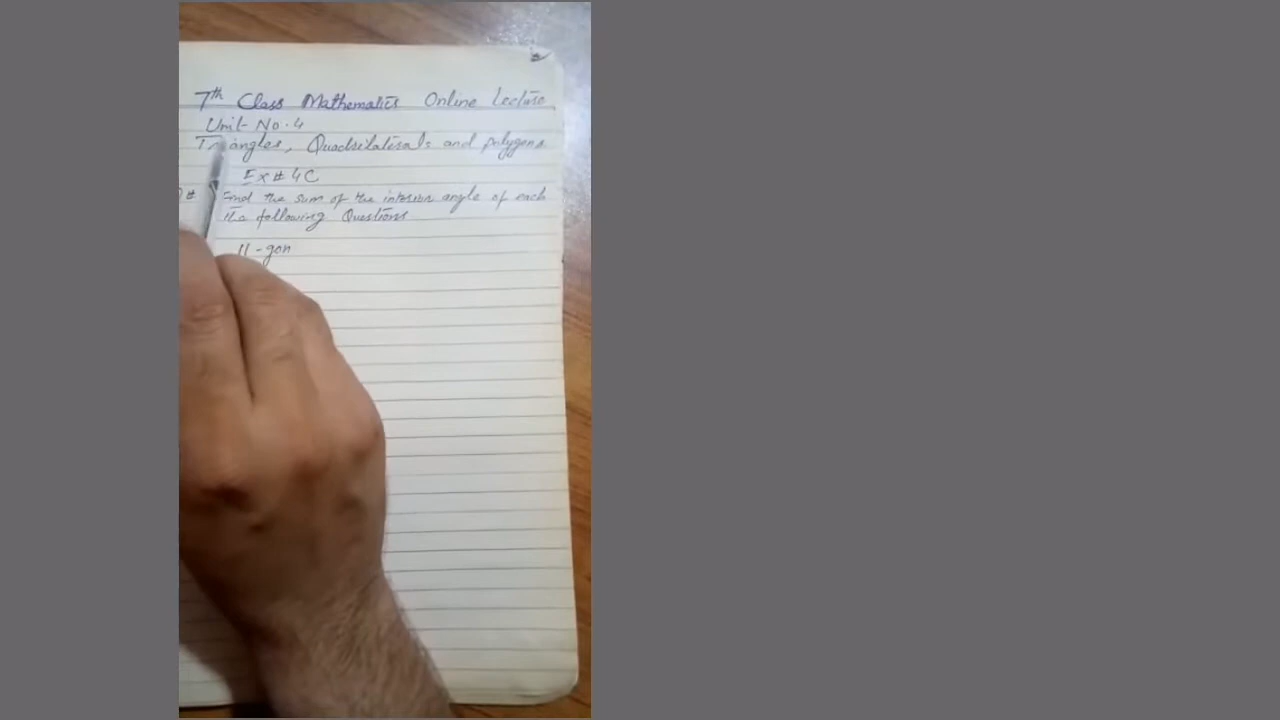 7th Class Mathematics Online Lecture
Unit No. 4
Triangles, Quadrilaterals and polygons
Ex # 4C
Find the sum of the interior angle of each
the following Questions
11-gon